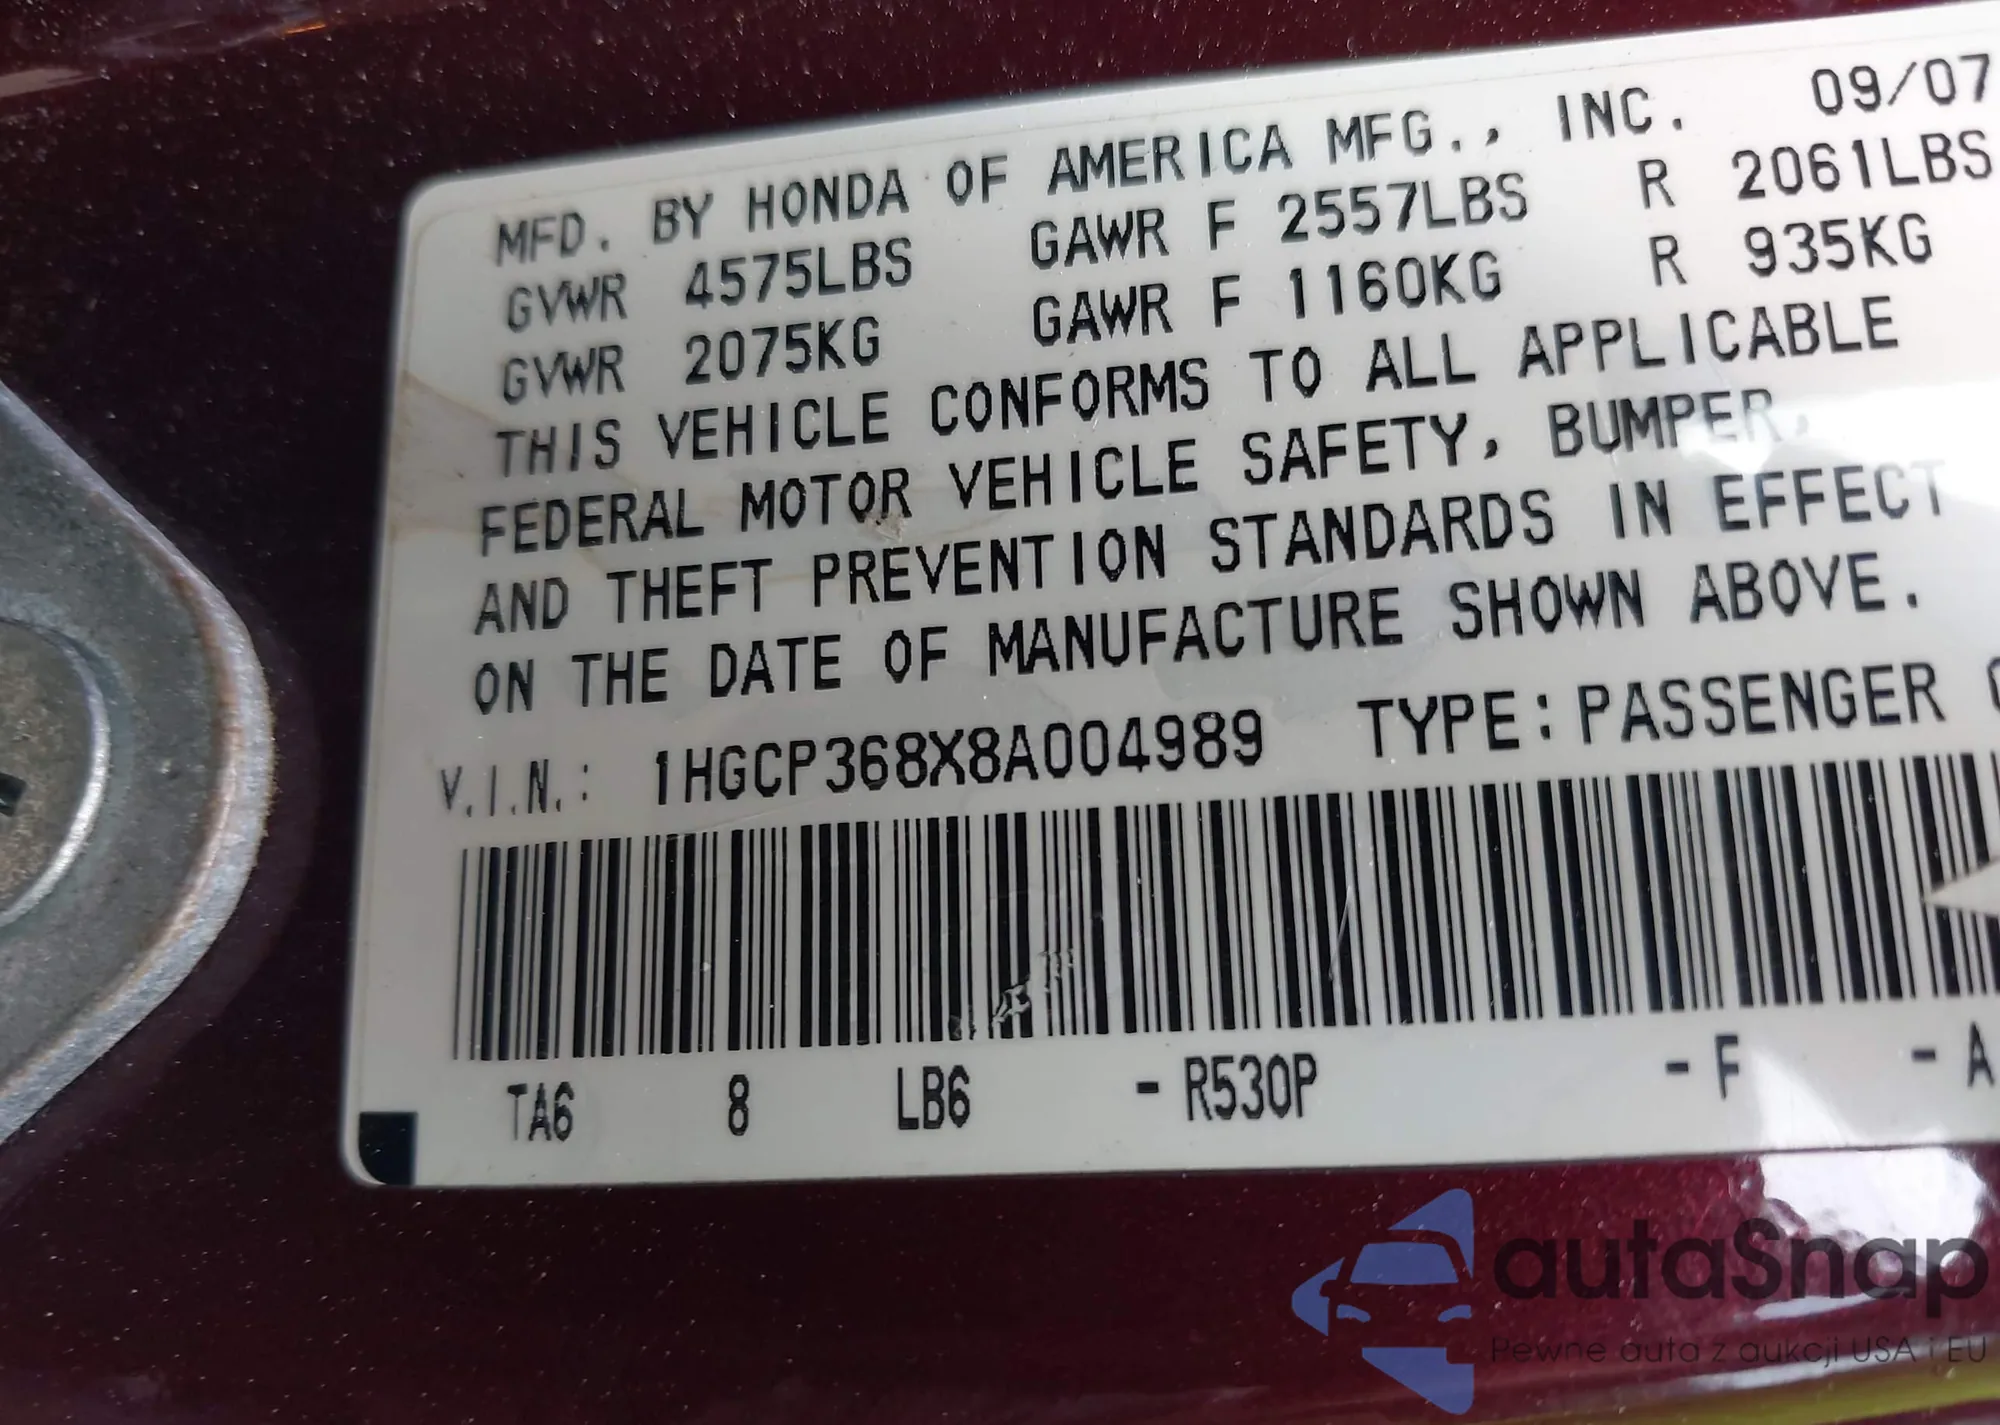 MFD. BY HONDA OF AMERICA MFG., INC. 09/07
GVWR 4575LBS GAWR F 2557LBS R 2061LBS
GVWR 2075KG GAWR F 1160KG R 935KG
THIS VEHICLE CONFORMS TO ALL APPLICABLE
FEDERAL MOTOR VEHICLE SAFETY, BUMPER,
AND THEFT PREVENTION STANDARDS IN EFFECT
ON THE DATE OF MANUFACTURE SHOWN ABOVE.
V.I.N.: 1HGCP368X8A004989 TYPE:PASSENGER
TA6 8 LB6 -R530P -F -A
autaSnap
Pewne auta z aukcji USA i EU